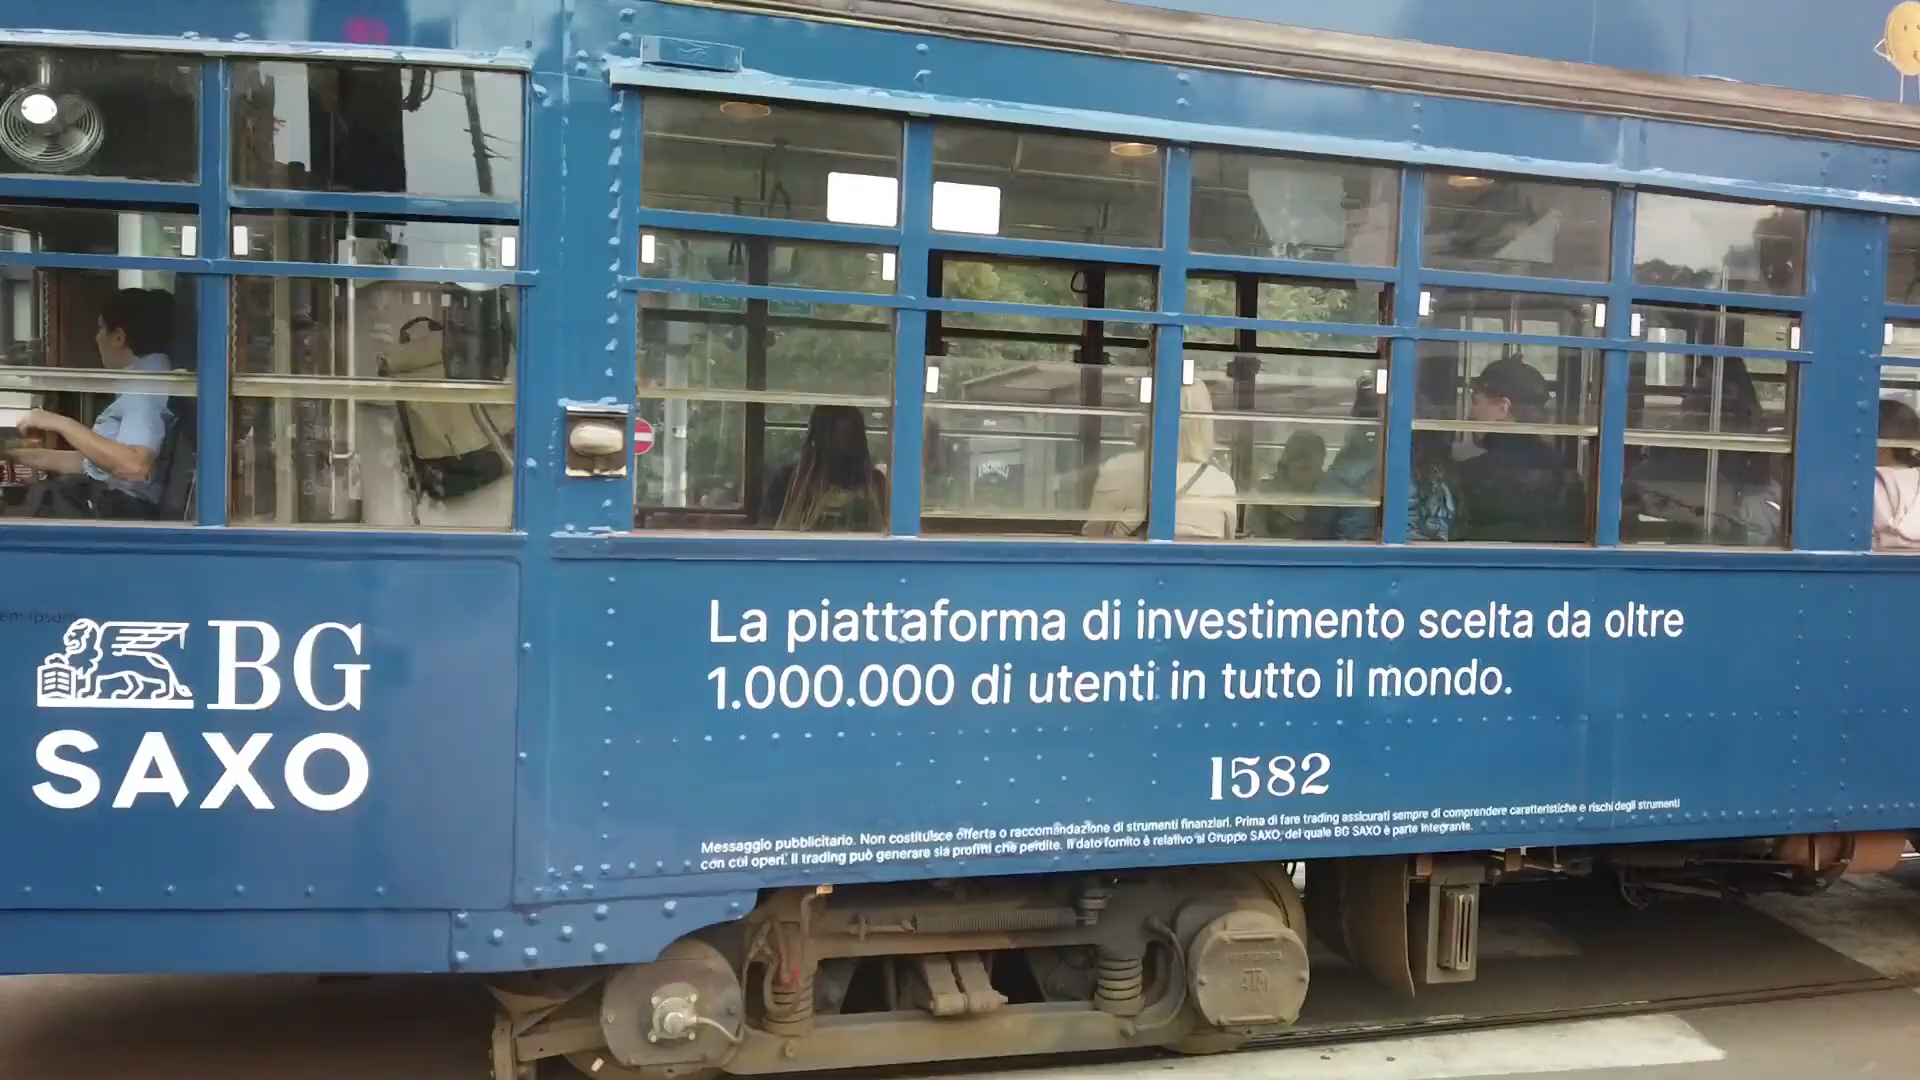 BG
SAXO
La piattaforma di investimento scelta da oltre
1.000.000 di utenti in tutto il mondo.
1582
Messaggio pubblicitario. Non costituisce offerta o raccomandazione di strumenti finanziari. Prima di fare trading assicurati sempre di comprendere caratteristiche e rischi degli strumenti
con cui operi. Il trading può generare sia profitti che perdite. Il dato fornito è relativo al Gruppo SAXO, del quale BG SAXO è parte integrante.